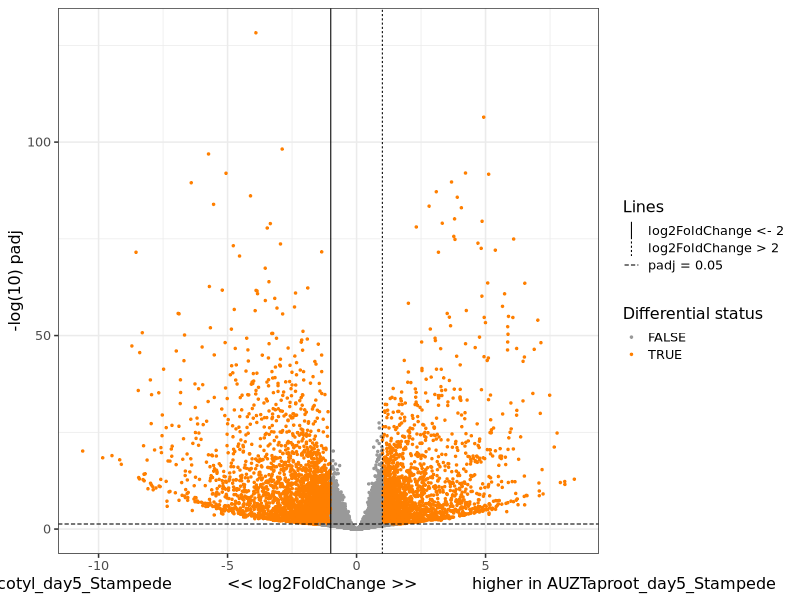 100
50
0
-log(10) padj
-10
-5
0
5
cotyl_day5_Stampede << log2FoldChange >> higher in AUZTaproot_day5_Stampede
Lines
log2FoldChange <- 2
log2FoldChange > 2
padj = 0.05
Differential status
FALSE
TRUE